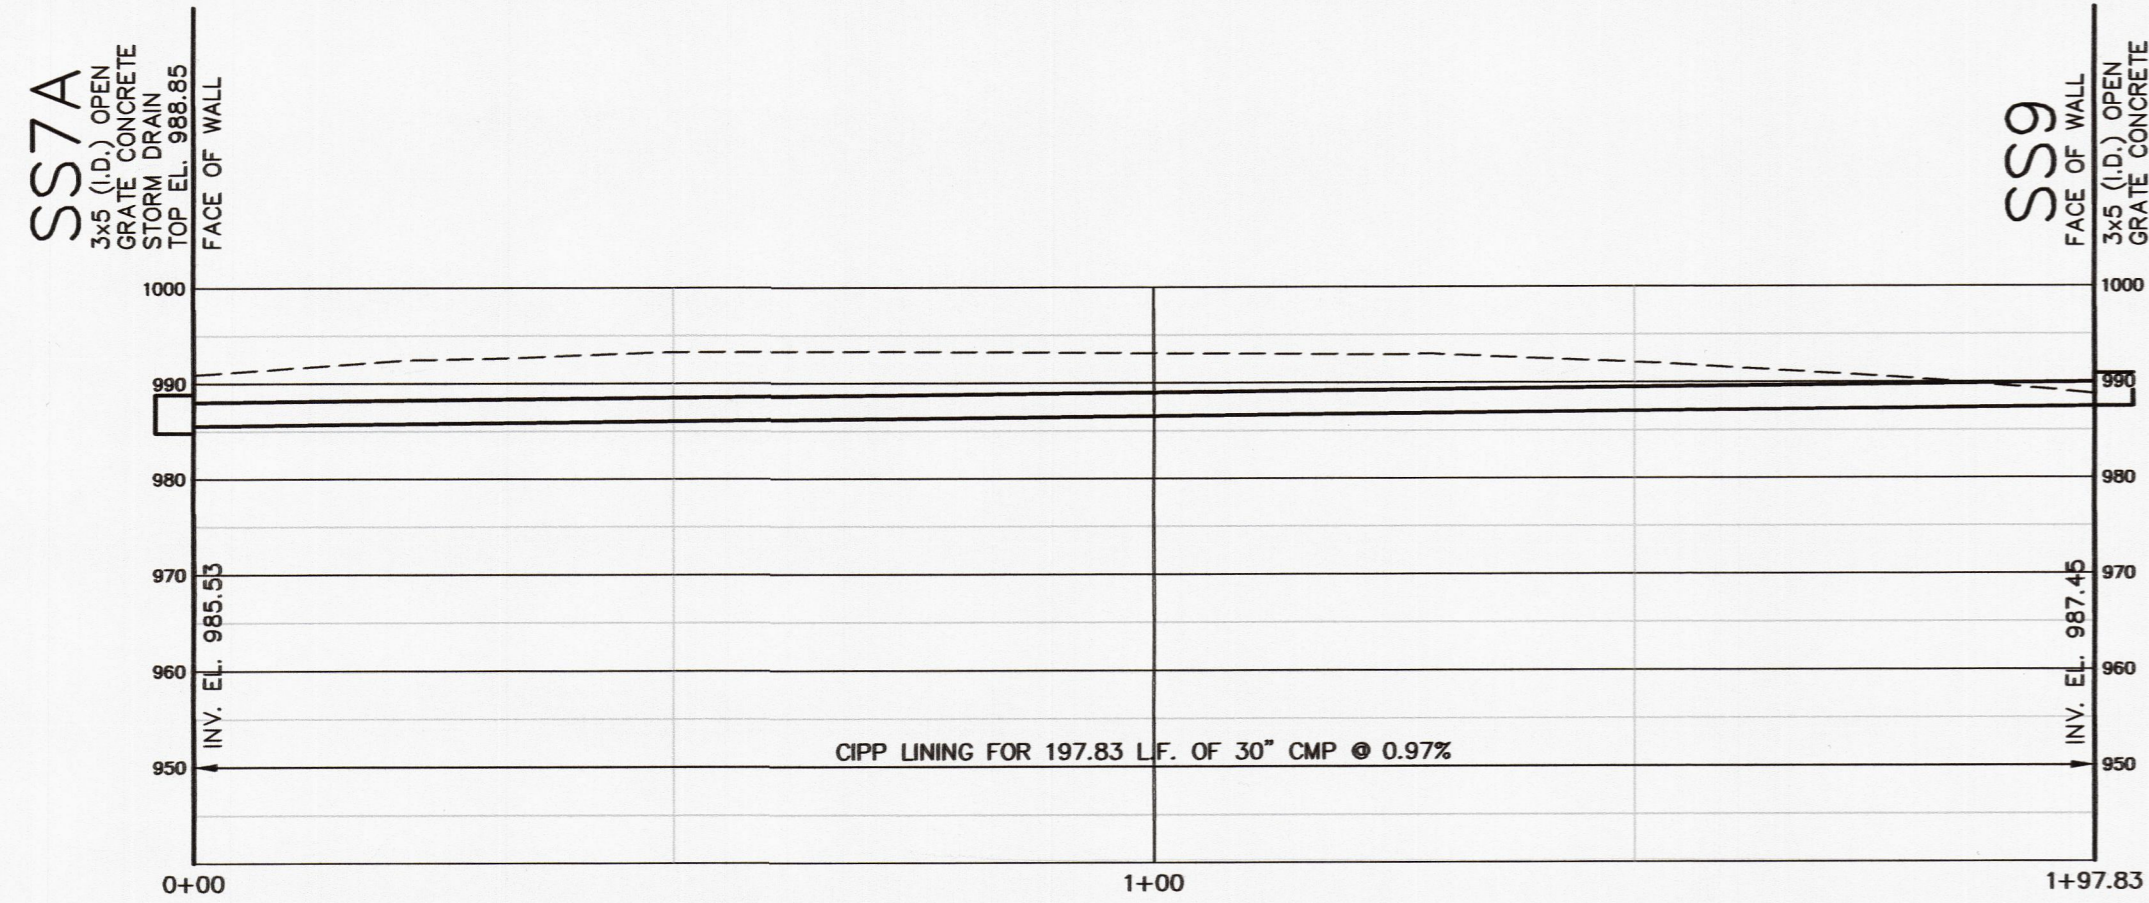 SS7A
3x5 (I.D.) OPEN
GRATE CONCRETE
STORM DRAIN
TOP EL. 988.85
FACE OF WALL
SS9
FACE OF WALL
3x5 (I.D.) OPEN
GRATE CONCRETE
1000
990
980
970
960
950
1000
990
980
970
960
950
INV. EL. 985.53
INV. EL. 987.45
CIPP LINING FOR 197.83 L.F. OF 30" CMP @ 0.97%
0+00
1+00
1+97.83